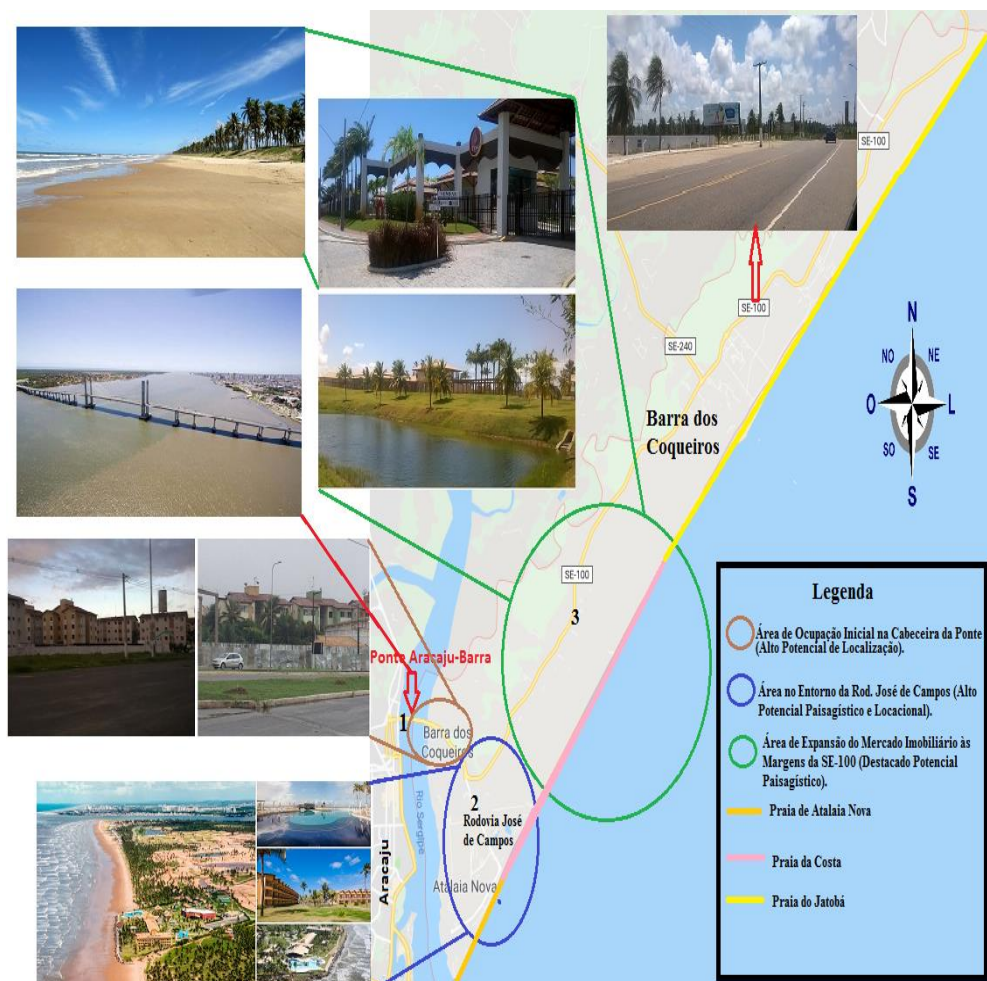 SE-100
SE-100
SE-240
Barra dos
Coqueiros
N
NO
NE
O
L
SO
SE
S
SE-100
3
Ponte Aracaju-Barra
1
Barra dos
Coqueiros
2
Rodovia José
de Campos
Rio Sergipe
Aracaju
Atalaia Nova
Legenda
Área de Ocupação Inicial na Cabeceira da Ponte
(Alto Potencial de Localização).
Área no Entorno da Rod. José de Campos (Alto
Potencial Paisagístico e Locacional).
Área de Expansão do Mercado Imobiliário às
Margens da SE-100 (Destacado Potencial
Paisagístico).
Praia de Atalaia Nova
Praia da Costa
Praia do Jatobá